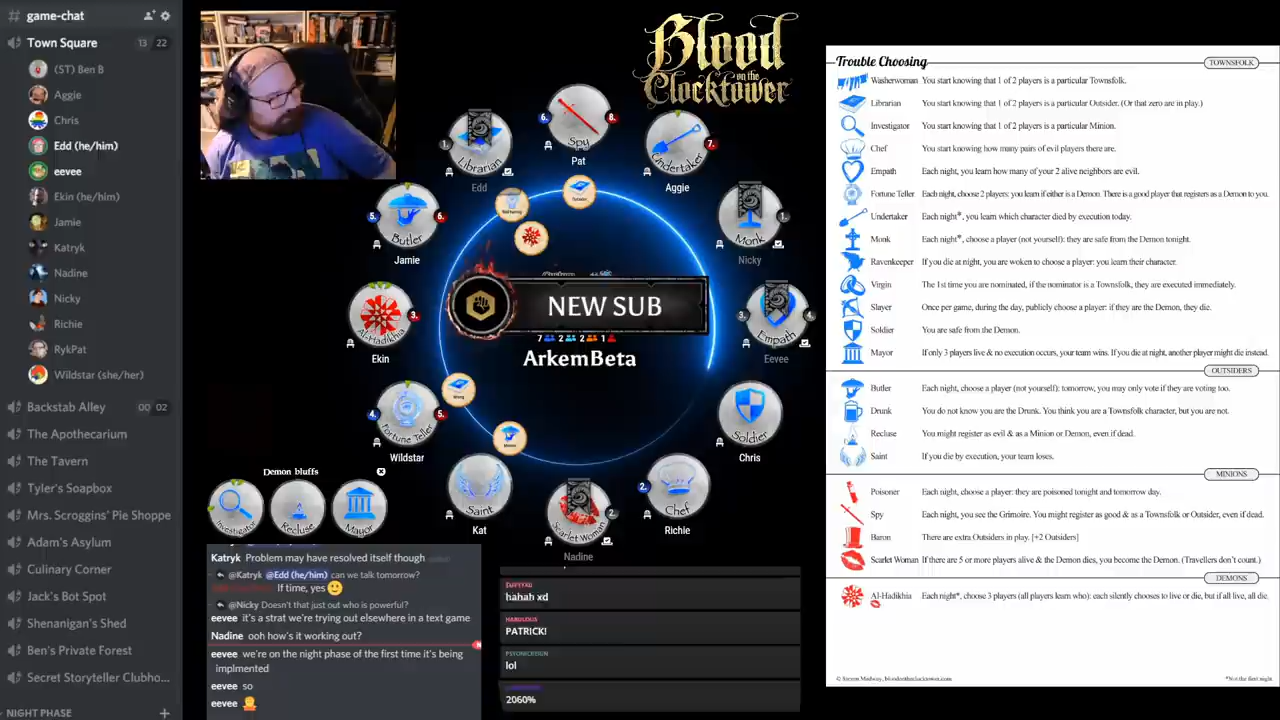 game-chat
Town Square 13 22
(ST) Ben B
Aggie
Chris
Edd (he/him)
eevee
Ekin (he/him)
Jamie
Katryk
Nadine
Nicky
Richie
RykPat
Wildstar (she/her)
Backstab Alley 00 02
The Apothecarium
The Tavern
Tyler's Soapbox
Mrs. Scroggins' Pie Shoppe
Adam's Asylum
Culinary Corner
Jack's Bot Spot
Shenanigan's Shed
Ben's Private Foresty
Secret Storyteller Clubho...
NIGHT PHASE
Blood
on the
Clocktower
Librarian
Edd
Spy
Pat
Undertaker
Aggie
Monk
Nicky
Empath
Eevee
Soldier
Chris
Chef
Richie
Scarlet Woman
Nadine
Saint
Kat
Fortune Teller
Wildstar
Al-Hadikhia
Ekin
Butler
Jamie
NEW SUB
7 2 2 1
ArkemBeta
Demon bluffs
Investigator
Recluse
Mayor
Katryk Problem may have resolved itself though
@Katryk @Edd (he/him) can we talk tomorrow?
If time, yes
@Nicky Doesn't that just out who is powerful?
eevee it's a strat we're trying out elsewhere in a text game
Nadine ooh how's it working out?
eevee we're on the night phase of the first time it's being
implmented
eevee so
eevee
hahah xd
PATRICK!
lol
2060%
Trouble Choosing
TOWNSFOLK
Washerwoman You start knowing that 1 of 2 players is a particular Townsfolk.
Librarian You start knowing that 1 of 2 players is a particular Outsider. (Or that zero are in play.)
Investigator You start knowing that 1 of 2 players is a particular Minion.
Chef You start knowing how many pairs of evil players there are.
Empath Each night, you learn how many of your 2 alive neighbors are evil.
Fortune Teller Each night, choose 2 players: you learn if either is a Demon. There is a good player that registers as a Demon to you.
Undertaker Each night*, you learn which character died by execution today.
Monk Each night*, choose a player (not yourself): they are safe from the Demon tonight.
Ravenkeeper If you die at night, you are woken to choose a player: you learn their character.
Virgin The 1st time you are nominated, if the nominator is a Townsfolk, they are executed immediately.
Slayer Once per game, during the day, publicly choose a player: if they are the Demon, they die.
Soldier You are safe from the Demon.
Mayor If only 3 players live & no execution occurs, your team wins. If you die at night, another player might die instead.
OUTSIDERS
Butler Each night, choose a player (not yourself): tomorrow, you may only vote if they are voting too.
Drunk You do not know you are the Drunk. You think you are a Townsfolk character, but you are not.
Recluse You might register as evil & as a Minion or Demon, even if dead.
Saint If you die by execution, your team loses.
MINIONS
Poisoner Each night, choose a player: they are poisoned tonight and tomorrow day.
Spy Each night, you see the Grimoire. You might register as good & as a Townsfolk or Outsider, even if dead.
Baron There are extra Outsiders in play. [+2 Outsiders]
Scarlet Woman If there are 5 or more players alive & the Demon dies, you become the Demon. (Travellers don't count.)
DEMONS
Al-Hadikhia Each night*, choose 3 players (all players learn who): each silently chooses to live or die, but if all live, all die.
© Steven Medway, bloodontheclocktower.com
*Not the first night